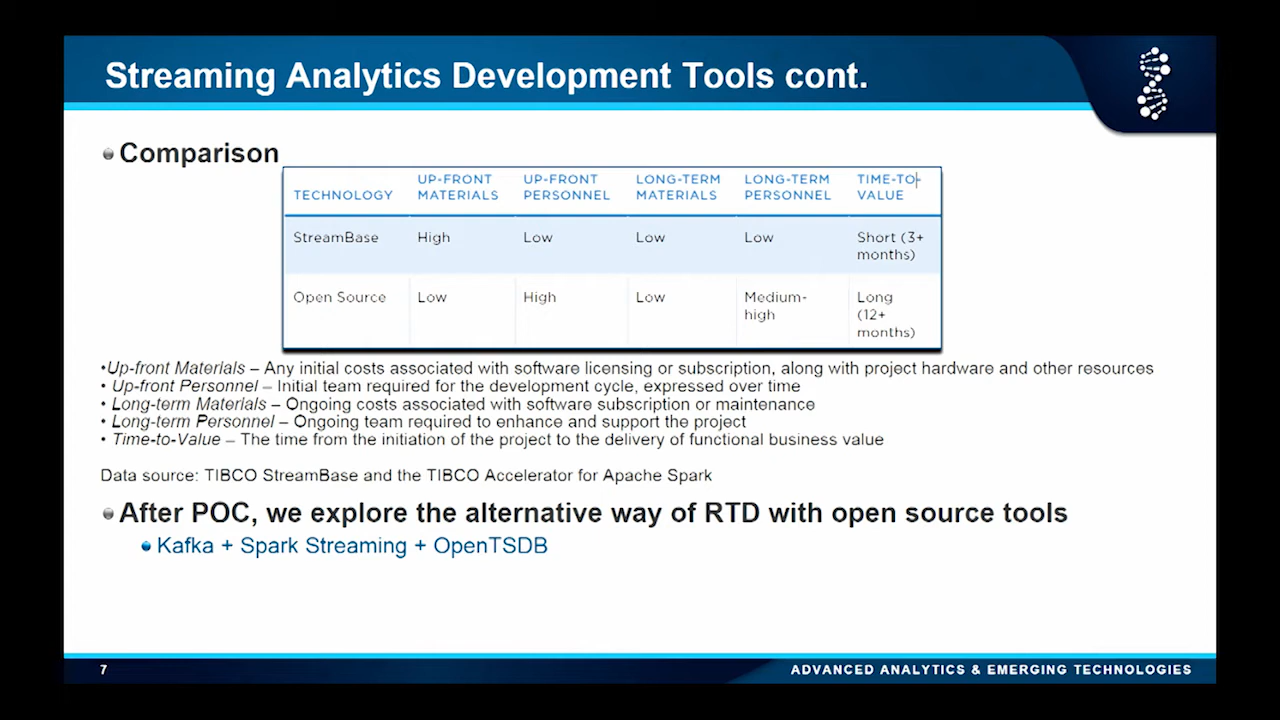 Streaming Analytics Development Tools cont.
Comparison
TECHNOLOGY UP-FRONT MATERIALS UP-FRONT PERSONNEL LONG-TERM MATERIALS LONG-TERM PERSONNEL TIME-TO-VALUE
StreamBase High Low Low Low Short (3+ months)
Open Source Low High Low Medium-high Long (12+ months)
•Up-front Materials – Any initial costs associated with software licensing or subscription, along with project hardware and other resources
• Up-front Personnel – Initial team required for the development cycle, expressed over time
• Long-term Materials – Ongoing costs associated with software subscription or maintenance
• Long-term Personnel – Ongoing team required to enhance and support the project
• Time-to-Value – The time from the initiation of the project to the delivery of functional business value
Data source: TIBCO StreamBase and the TIBCO Accelerator for Apache Spark
After POC, we explore the alternative way of RTD with open source tools
Kafka + Spark Streaming + OpenTSDB
7 ADVANCED ANALYTICS & EMERGING TECHNOLOGIES